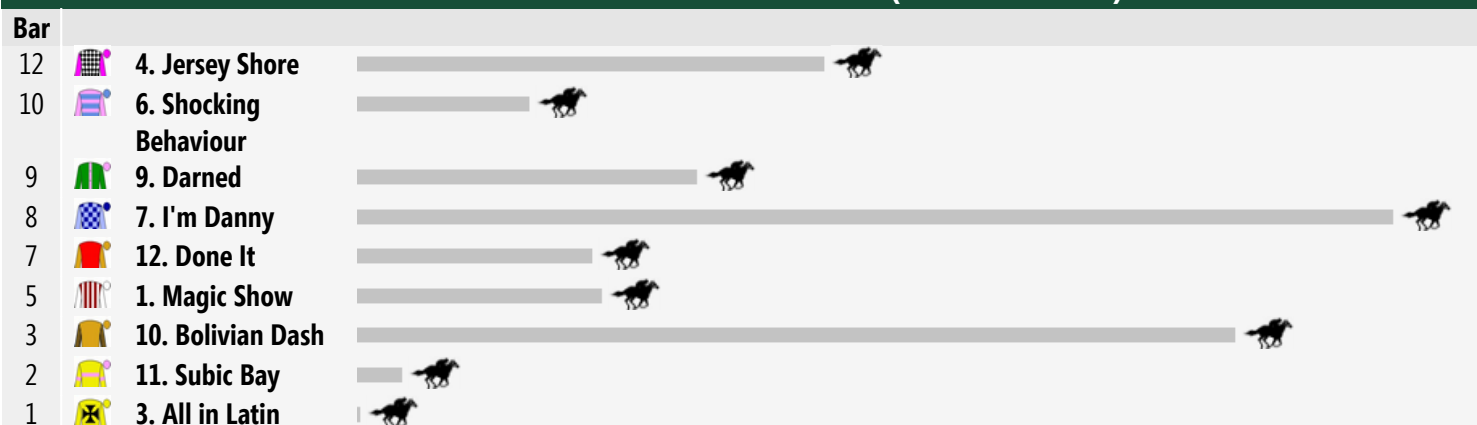 Bar
12 4. Jersey Shore
10 6. Shocking
Behaviour
9 9. Darned
8 7. I'm Danny
7 12. Done It
5 1. Magic Show
3 10. Bolivian Dash
2 11. Subic Bay
1 3. All in Latin